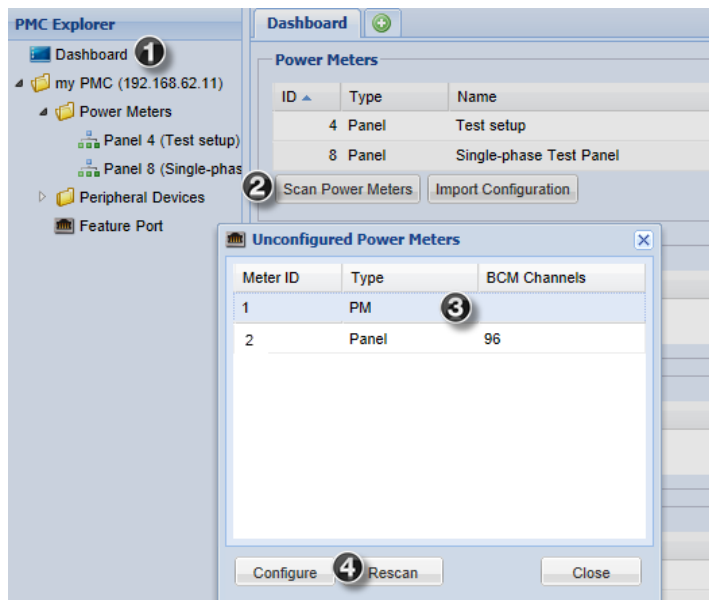 PMC Explorer
Dashboard 1
my PMC (192.168.62.11)
Power Meters
Panel 4 (Test setup)
Panel 8 (Single-phas
Peripheral Devices
Feature Port
Dashboard
Power Meters
ID Type Name
4 Panel Test setup
8 Panel Single-phase Test Panel
2 Scan Power Meters Import Configuration
Unconfigured Power Meters
Meter ID Type BCM Channels
1 PM 3
2 Panel 96
Configure 4 Rescan Close